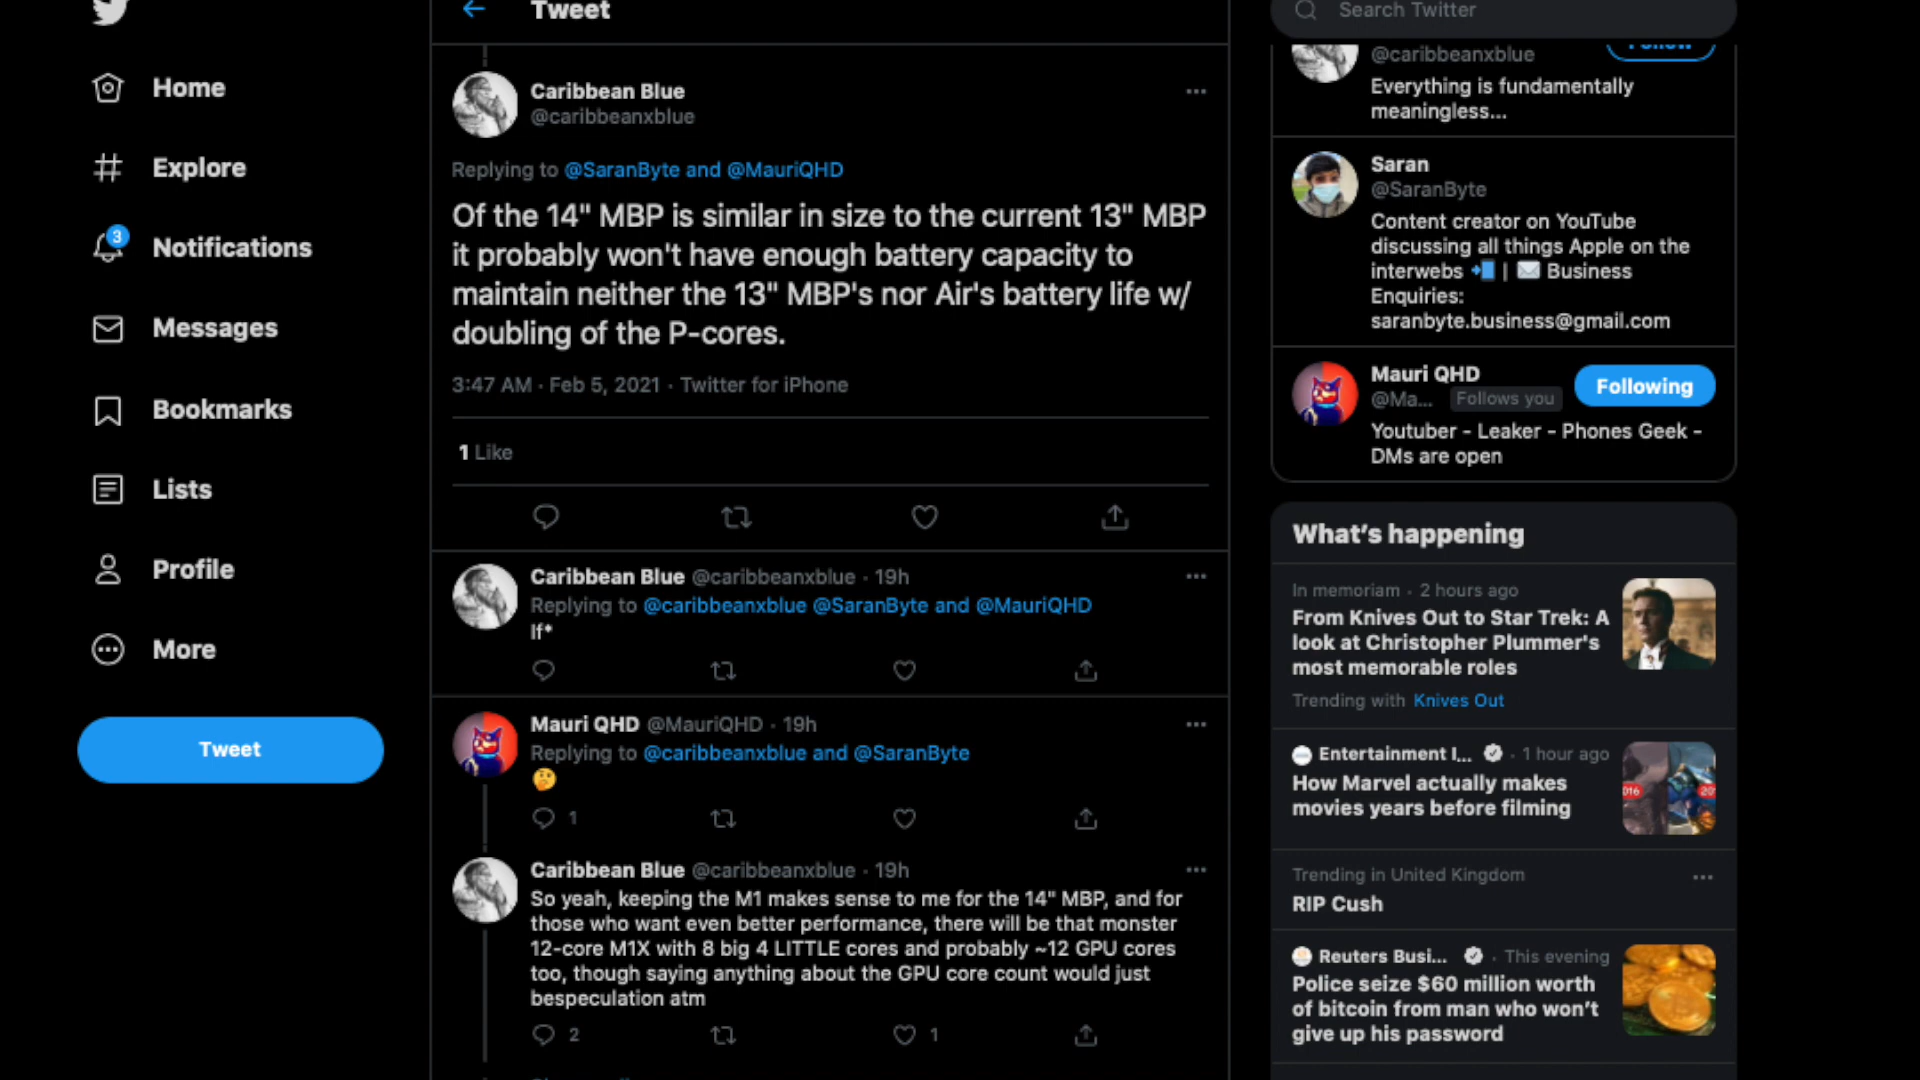 Tweet
Search Twitter
Home
Explore
3
Notifications
Messages
Bookmarks
Lists
Profile
More
Tweet
Caribbean Blue
@caribbeanxblue
Replying to @SaranByte and @MauriQHD
Of the 14" MBP is similar in size to the current 13" MBP
it probably won't have enough battery capacity to
maintain neither the 13" MBP's nor Air's battery life w/
doubling of the P-cores.
3:47 AM · Feb 5, 2021 · Twitter for iPhone
1 Like
Caribbean Blue @caribbeanxblue · 19h
Replying to @caribbeanxblue @SaranByte and @MauriQHD
If*
Mauri QHD @MauriQHD · 19h
Replying to @caribbeanxblue and @SaranByte
🤔
1
Caribbean Blue @caribbeanxblue · 19h
So yeah, keeping the M1 makes sense to me for the 14" MBP, and for
those who want even better performance, there will be that monster
12-core M1X with 8 big 4 LITTLE cores and probably ~12 GPU cores
too, though saying anything about the GPU core count would just
bespeculation atm
2 1
@caribbeanxblue
Follow
Everything is fundamentally
meaningless...
Saran
@SaranByte
Content creator on YouTube
discussing all things Apple on the
interwebs 📲 | ✉️ Business
Enquiries:
saranbyte.business@gmail.com
Mauri QHD
@Ma... Follows you
Following
Youtuber - Leaker - Phones Geek -
DMs are open
What's happening
In memoriam · 2 hours ago
From Knives Out to Star Trek: A
look at Christopher Plummer's
most memorable roles
Trending with Knives Out
Entertainment I... · 1 hour ago
How Marvel actually makes
movies years before filming
016 20
Trending in United Kingdom
RIP Cush
Reuters Busi... · This evening
Police seize $60 million worth
of bitcoin from man who won't
give up his password